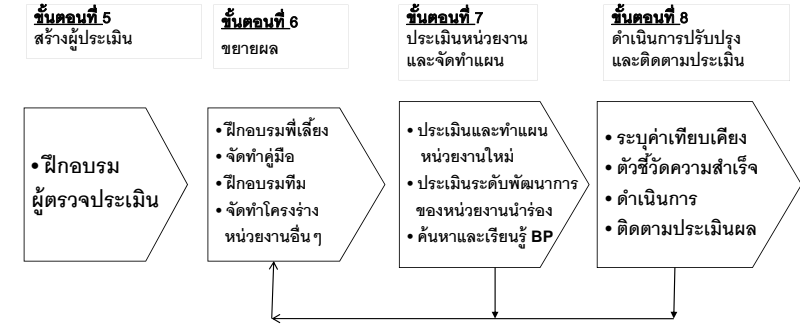 ขั้นตอนที่ 5
สร้างผู้ประเมิน
ขั้นตอนที่ 6
ขยายผล
ขั้นตอนที่ 7
ประเมินหน่วยงาน
และจัดทำแผน
ขั้นตอนที่ 8
ดำเนินการปรับปรุง
และติดตามประเมิน
• ฝึกอบรม
ผู้ตรวจประเมิน
• ฝึกอบรมพี่เลี้ยง
• จัดทำคู่มือ
• ฝึกอบรมทีม
• จัดทำโครงร่าง
หน่วยงานอื่นๆ
• ประเมินและทำแผน
หน่วยงานใหม่
• ประเมินระดับพัฒนาการ
ของหน่วยงานนำร่อง
• ค้นหาและเรียนรู้ BP
• ระบุค่าเทียบเคียง
• ตัวชี้วัดความสำเร็จ
• ดำเนินการ
• ติดตามประเมินผล